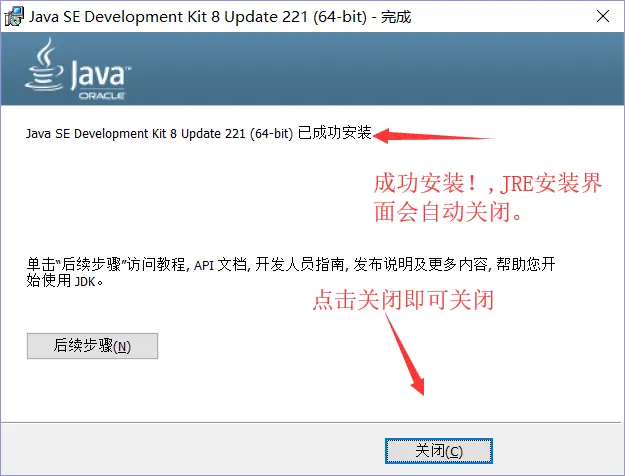 Java SE Development Kit 8 Update 221 (64-bit) - 完成
Java™
ORACLE
Java SE Development Kit 8 Update 221 (64-bit) 已成功安装
成功安装！,JRE安装界
面会自动关闭。
单击“后续步骤”访问教程, API 文档, 开发人员指南, 发布说明及更多内容, 帮助您开
始使用 JDK。
点击关闭即可关闭
后续步骤(N)
关闭(C)